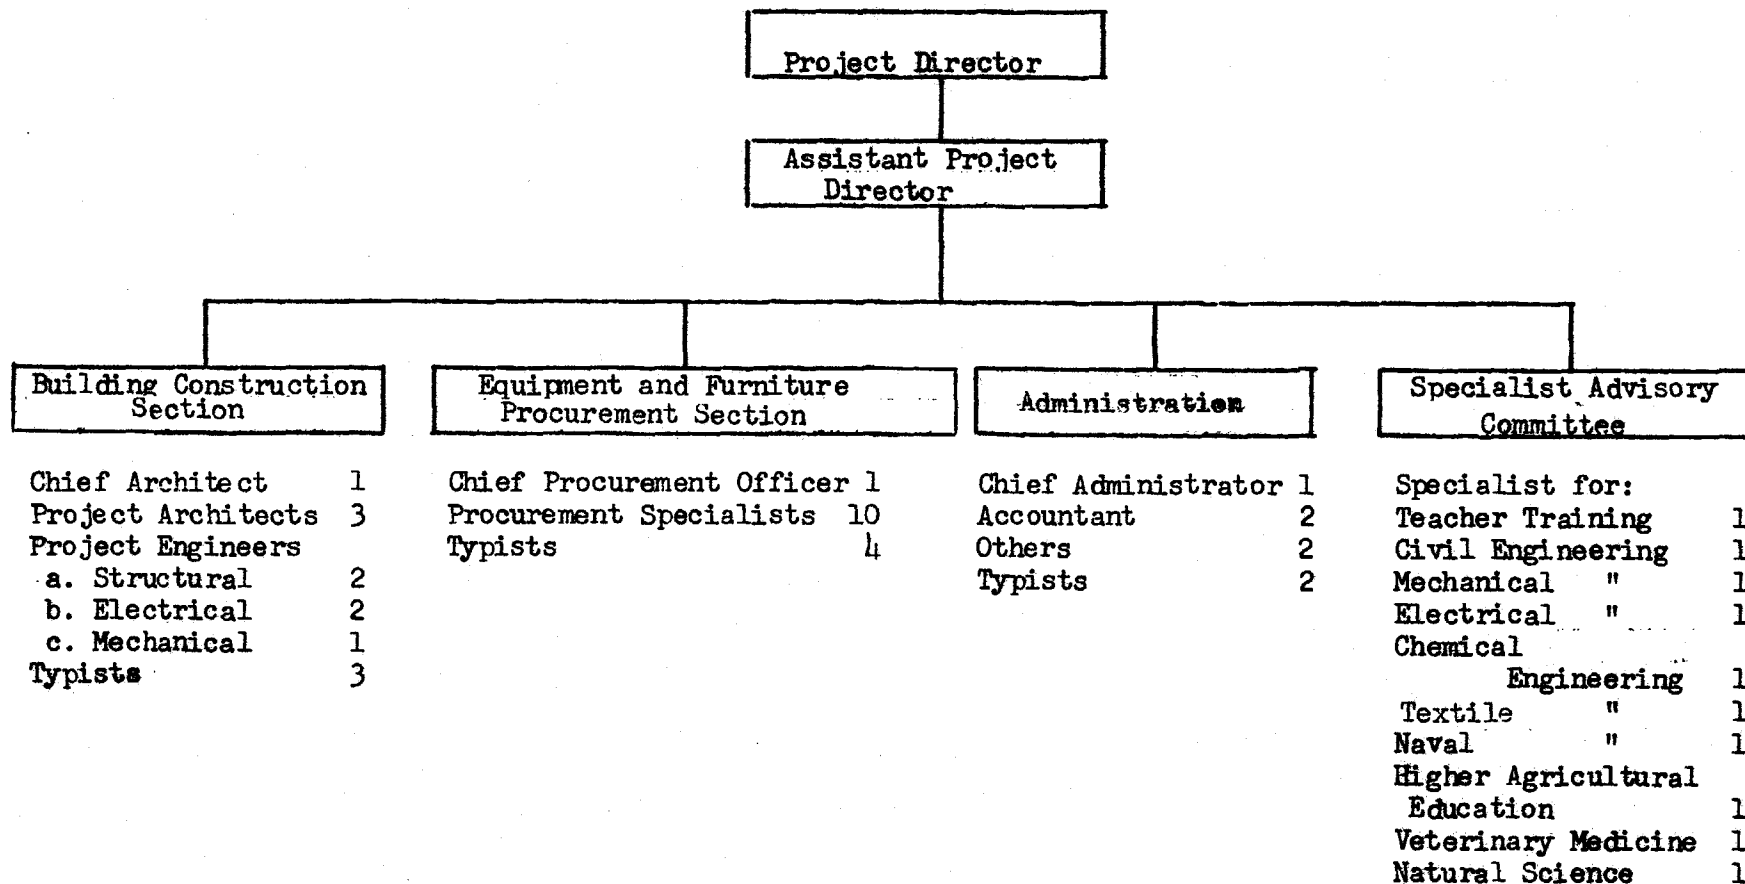 Project Director
Assistant Project
Director
Building Construction
Section
Chief Architect 1
Project Architects 3
Project Engineers
a. Structural 2
b. Electrical 2
c. Mechanical 1
Typists 3
Equipment and Furniture
Procurement Section
Chief Procurement Officer 1
Procurement Specialists 10
Typists 4
Administration
Chief Administrator 1
Accountant 2
Others 2
Typists 2
Specialist Advisory
Committee
Specialist for:
Teacher Training 1
Civil Engineering 1
Mechanical " 1
Electrical " 1
Chemical
Engineering 1
Textile " 1
Naval " 1
Higher Agricultural
Education 1
Veterinary Medicine 1
Natural Science 1